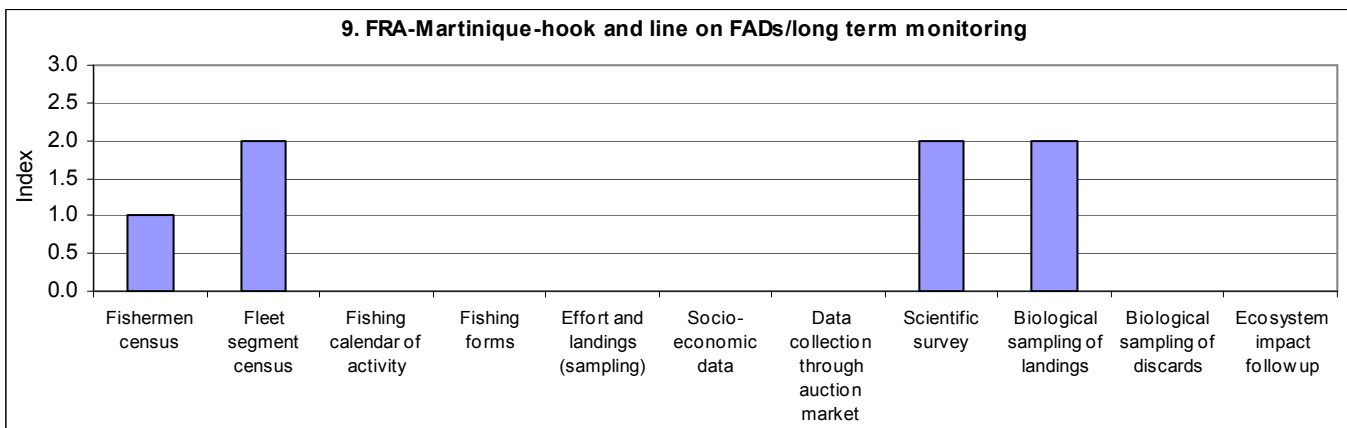 9. FRA-Martinique-hook and line on FADs/long term monitoring
3.0
2.5
2.0
1.5
1.0
0.5
0.0
Index
Fishermen
census
Fleet
segment
census
Fishing
calendar of
activity
Fishing
forms
Effort and
landings
(sampling)
Socio-
economic
data
Data
collection
through
auction
market
Scientific
survey
Biological
sampling of
landings
Biological
sampling of
discards
Ecosystem
impact
follow up